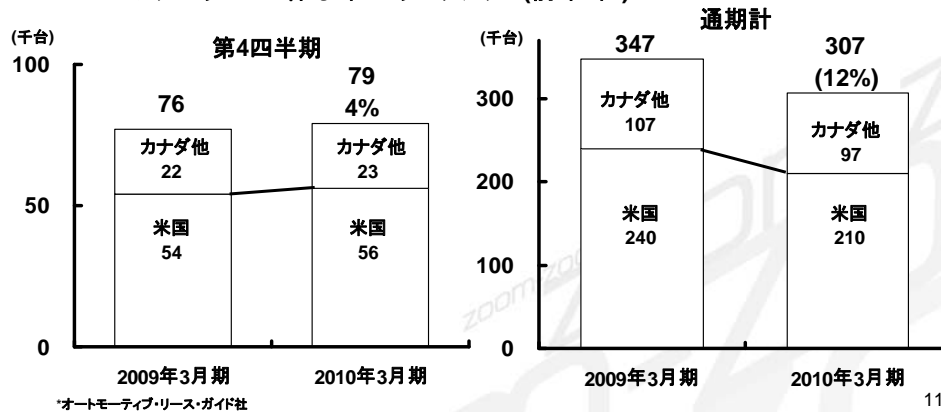 (千台)
第4四半期
100
76
79
4%
カナダ他
22
カナダ他
23
50
米国
54
米国
56
0
2009年3月期
2010年3月期
*オートモーティブ・リース・ガイド社
通期計
(千台)
347
307
(12%)
300
カナダ他
107
カナダ他
97
200
米国
240
米国
210
100
0
2009年3月期
2010年3月期
11